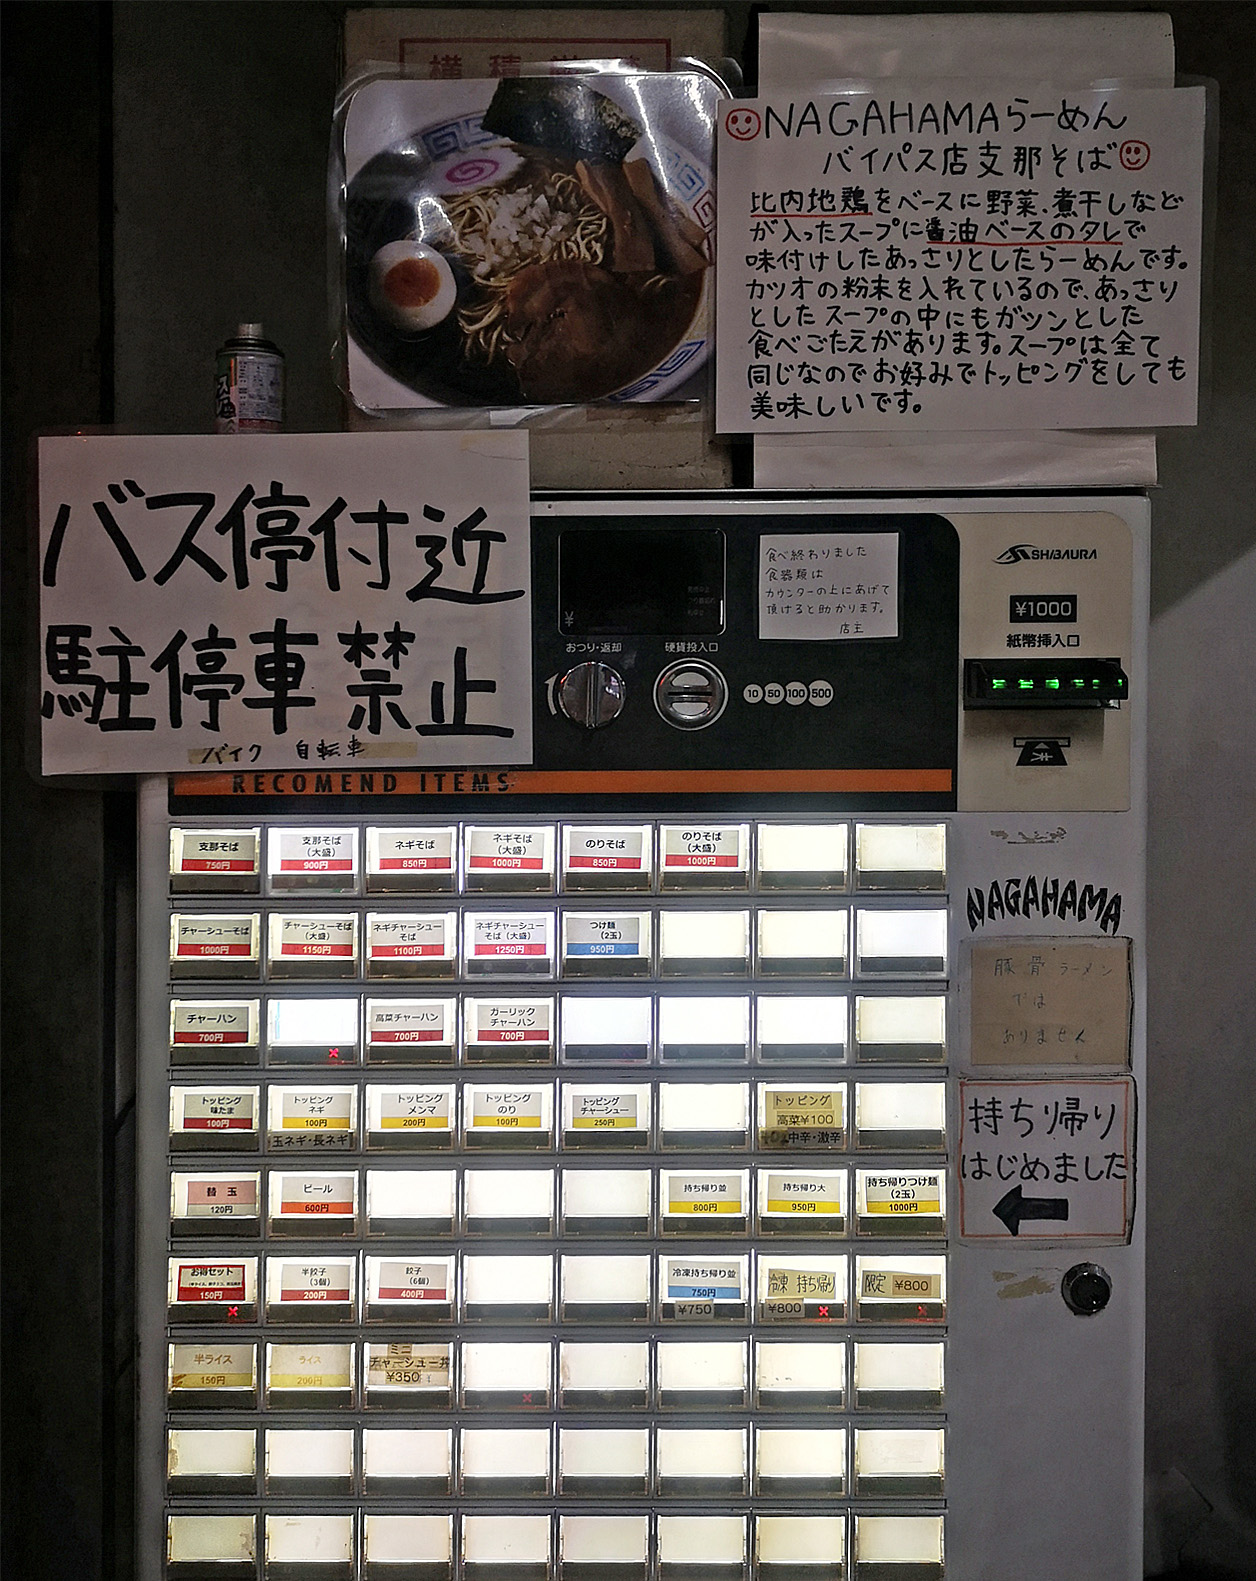 NAGAHAMAらーめん
バイパス店支那そば
比内地鶏をベースに野菜、煮干しなど
が入ったスープに醤油ベースのタレで
味付けしたあっさりとしたらーめんです。
カツオの粉末を入れているので、あっさり
としたスープの中にもガツンとした
食べごたえがあります。スープは全て
同じなのでお好みでトッピングをしても
美味しいです。
バス停付近
駐停車禁止
バイク 自転車
食べ終わりました
食器類は
カウンターの上にあげて
頂けると助かります。
店主
¥
おつり・返却
硬貨投入口
10 50 100 500
SHIBAURA
¥1000
紙幣挿入口
RECOMEND ITEMS
支那そば
750円
支那そば
(大盛)
900円
ネギそば
850円
ネギそば
(大盛)
1000円
のりそば
850円
のりそば
(大盛)
1000円
チャーシューそば
1000円
チャーシューそば
(大盛)
1150円
ネギチャーシュー
そば
1100円
ネギチャーシュー
そば(大盛)
1250円
つけ麺
(2玉)
950円
チャーハン
700円
高菜チャーハン
700円
ガーリック
チャーハン
700円
トッピング
味たま
100円
トッピング
ネギ
100円
玉ネギ・長ネギ
トッピング
メンマ
200円
トッピング
のり
100円
トッピング
チャーシュー
250円
トッピング
高菜¥100
中辛・激辛
替玉
120円
ビール
600円
持ち帰り並
800円
持ち帰り大
950円
持ち帰りつけ麺
(2玉)
1000円
お得セット
150円
半餃子
(3個)
200円
餃子
(6個)
400円
冷凍持ち帰り並
750円
¥750
冷凍 持ち帰り
¥800
限定 ¥800
半ライス
150円
ライス
200円
ミニ
チャーシュー丼
¥350
NAGAHAMA
豚骨ラーメン
では
ありません
持ち帰り
はじめました